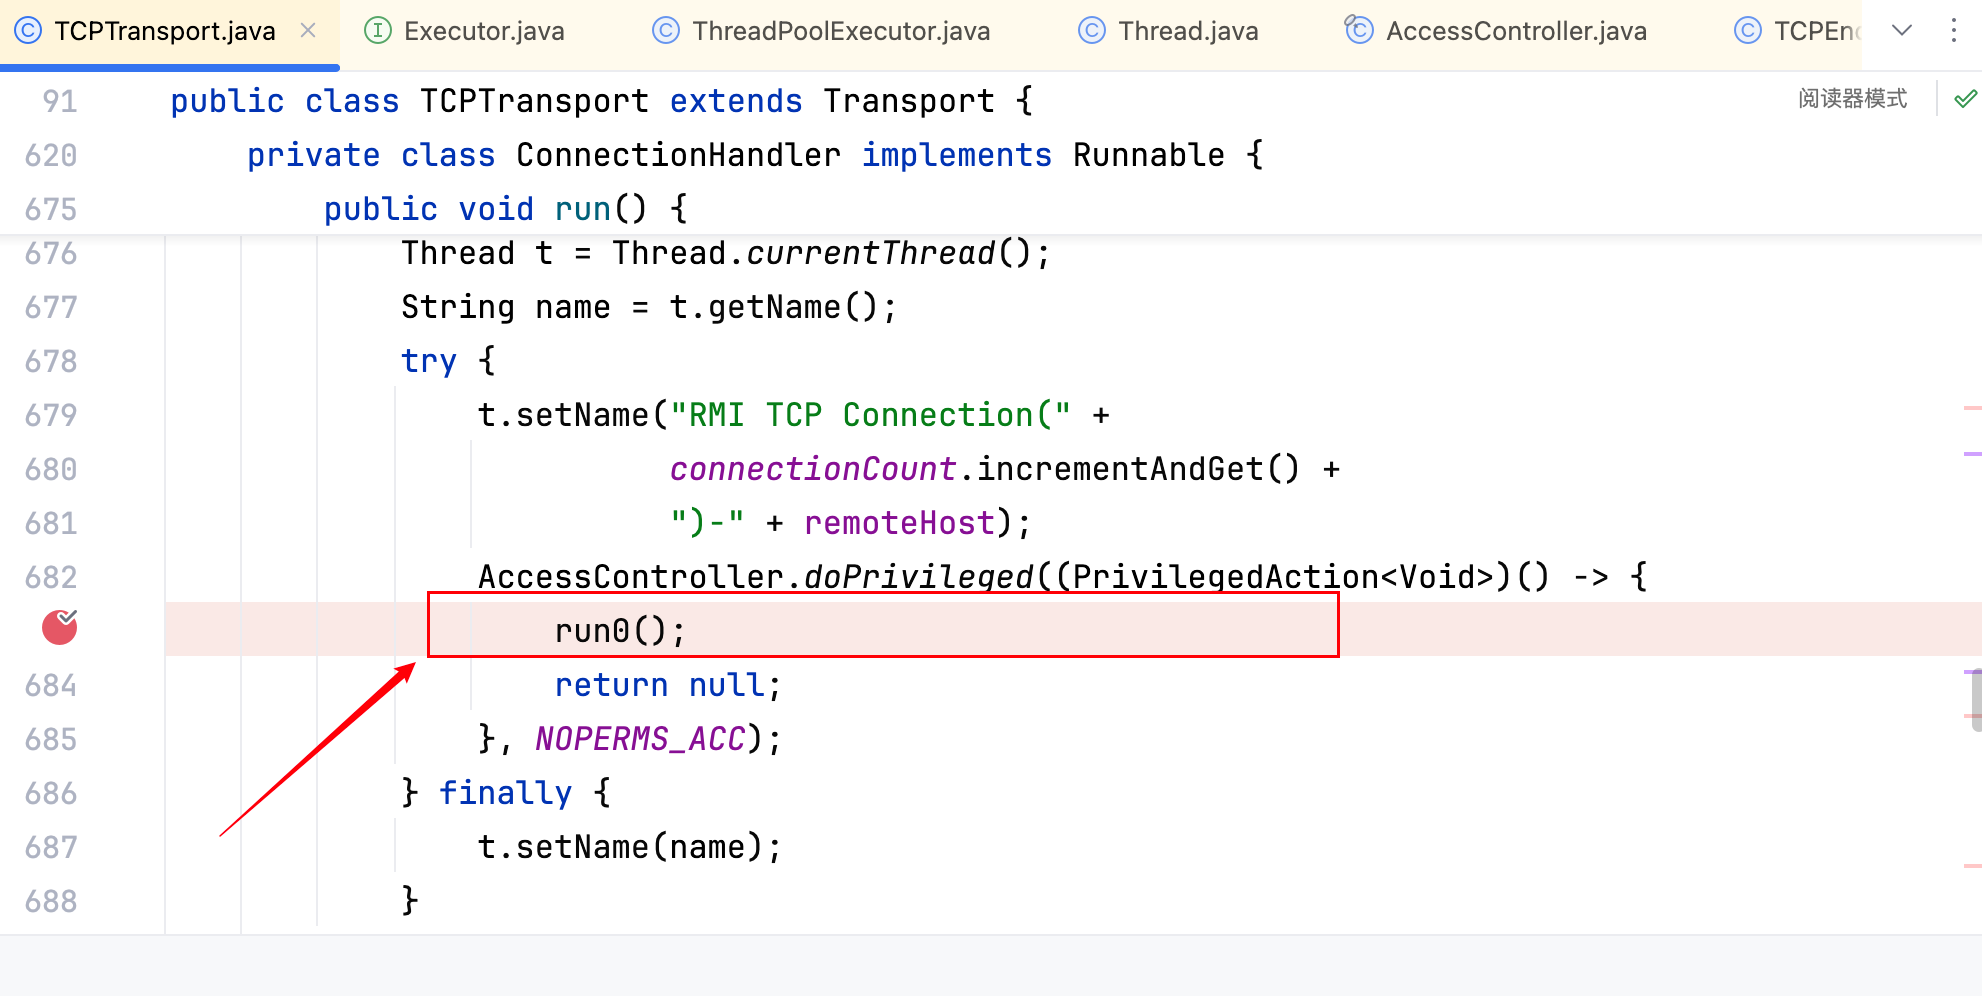 TCPTransport.java Executor.java ThreadPoolExecutor.java Thread.java AccessController.java TCPEnc
91 public class TCPTransport extends Transport {
阅读器模式
620 private class ConnectionHandler implements Runnable {
675 public void run() {
676 Thread t = Thread.currentThread();
677 String name = t.getName();
678 try {
679 t.setName("RMI TCP Connection(" +
680 connectionCount.incrementAndGet() +
681 ")-" + remoteHost);
682 AccessController.doPrivileged((PrivilegedAction<Void>)() -> {
run0();
684 return null;
685 }, NOPERMS_ACC);
686 } finally {
687 t.setName(name);
688 }